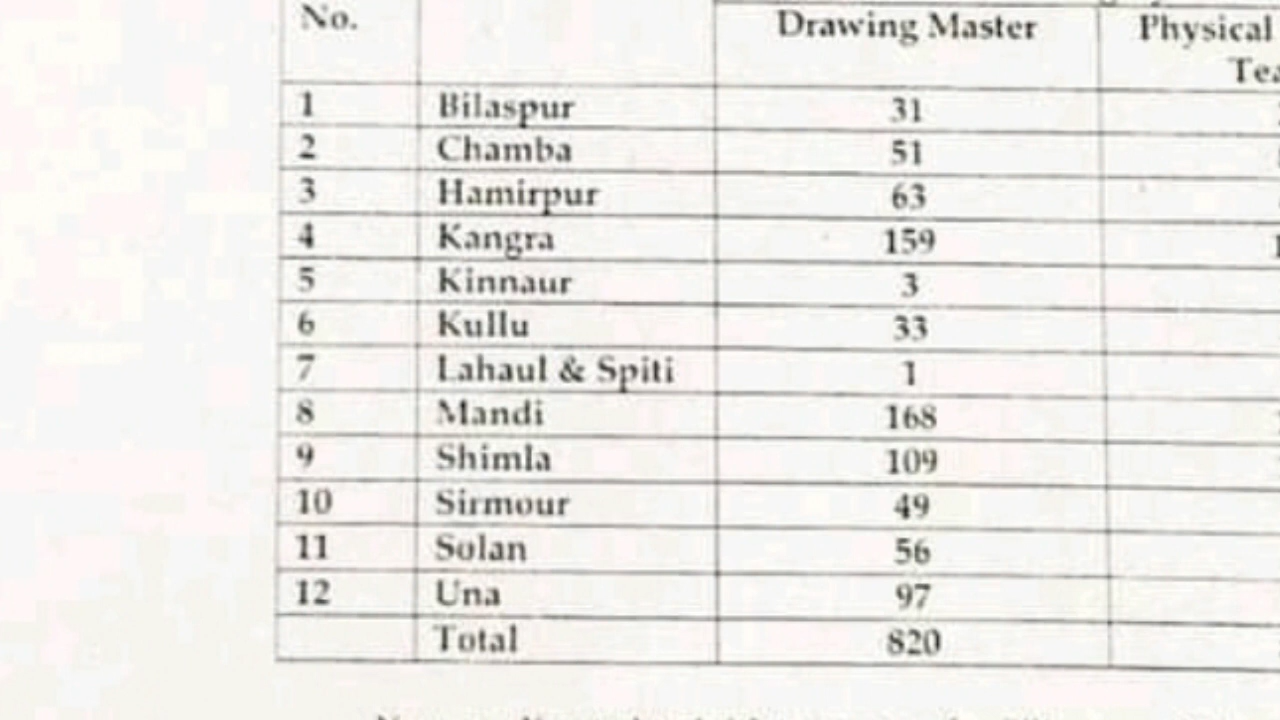 No. Drawing Master Physical
1 Bilaspur 31
2 Chamba 51
3 Hamirpur 63
4 Kangra 159
5 Kinnaur 3
6 Kullu 33
7 Lahaul & Spiti 1
8 Mandi 168
9 Shimla 109
10 Sirmour 49
11 Solan 56
12 Una 97
Total 820